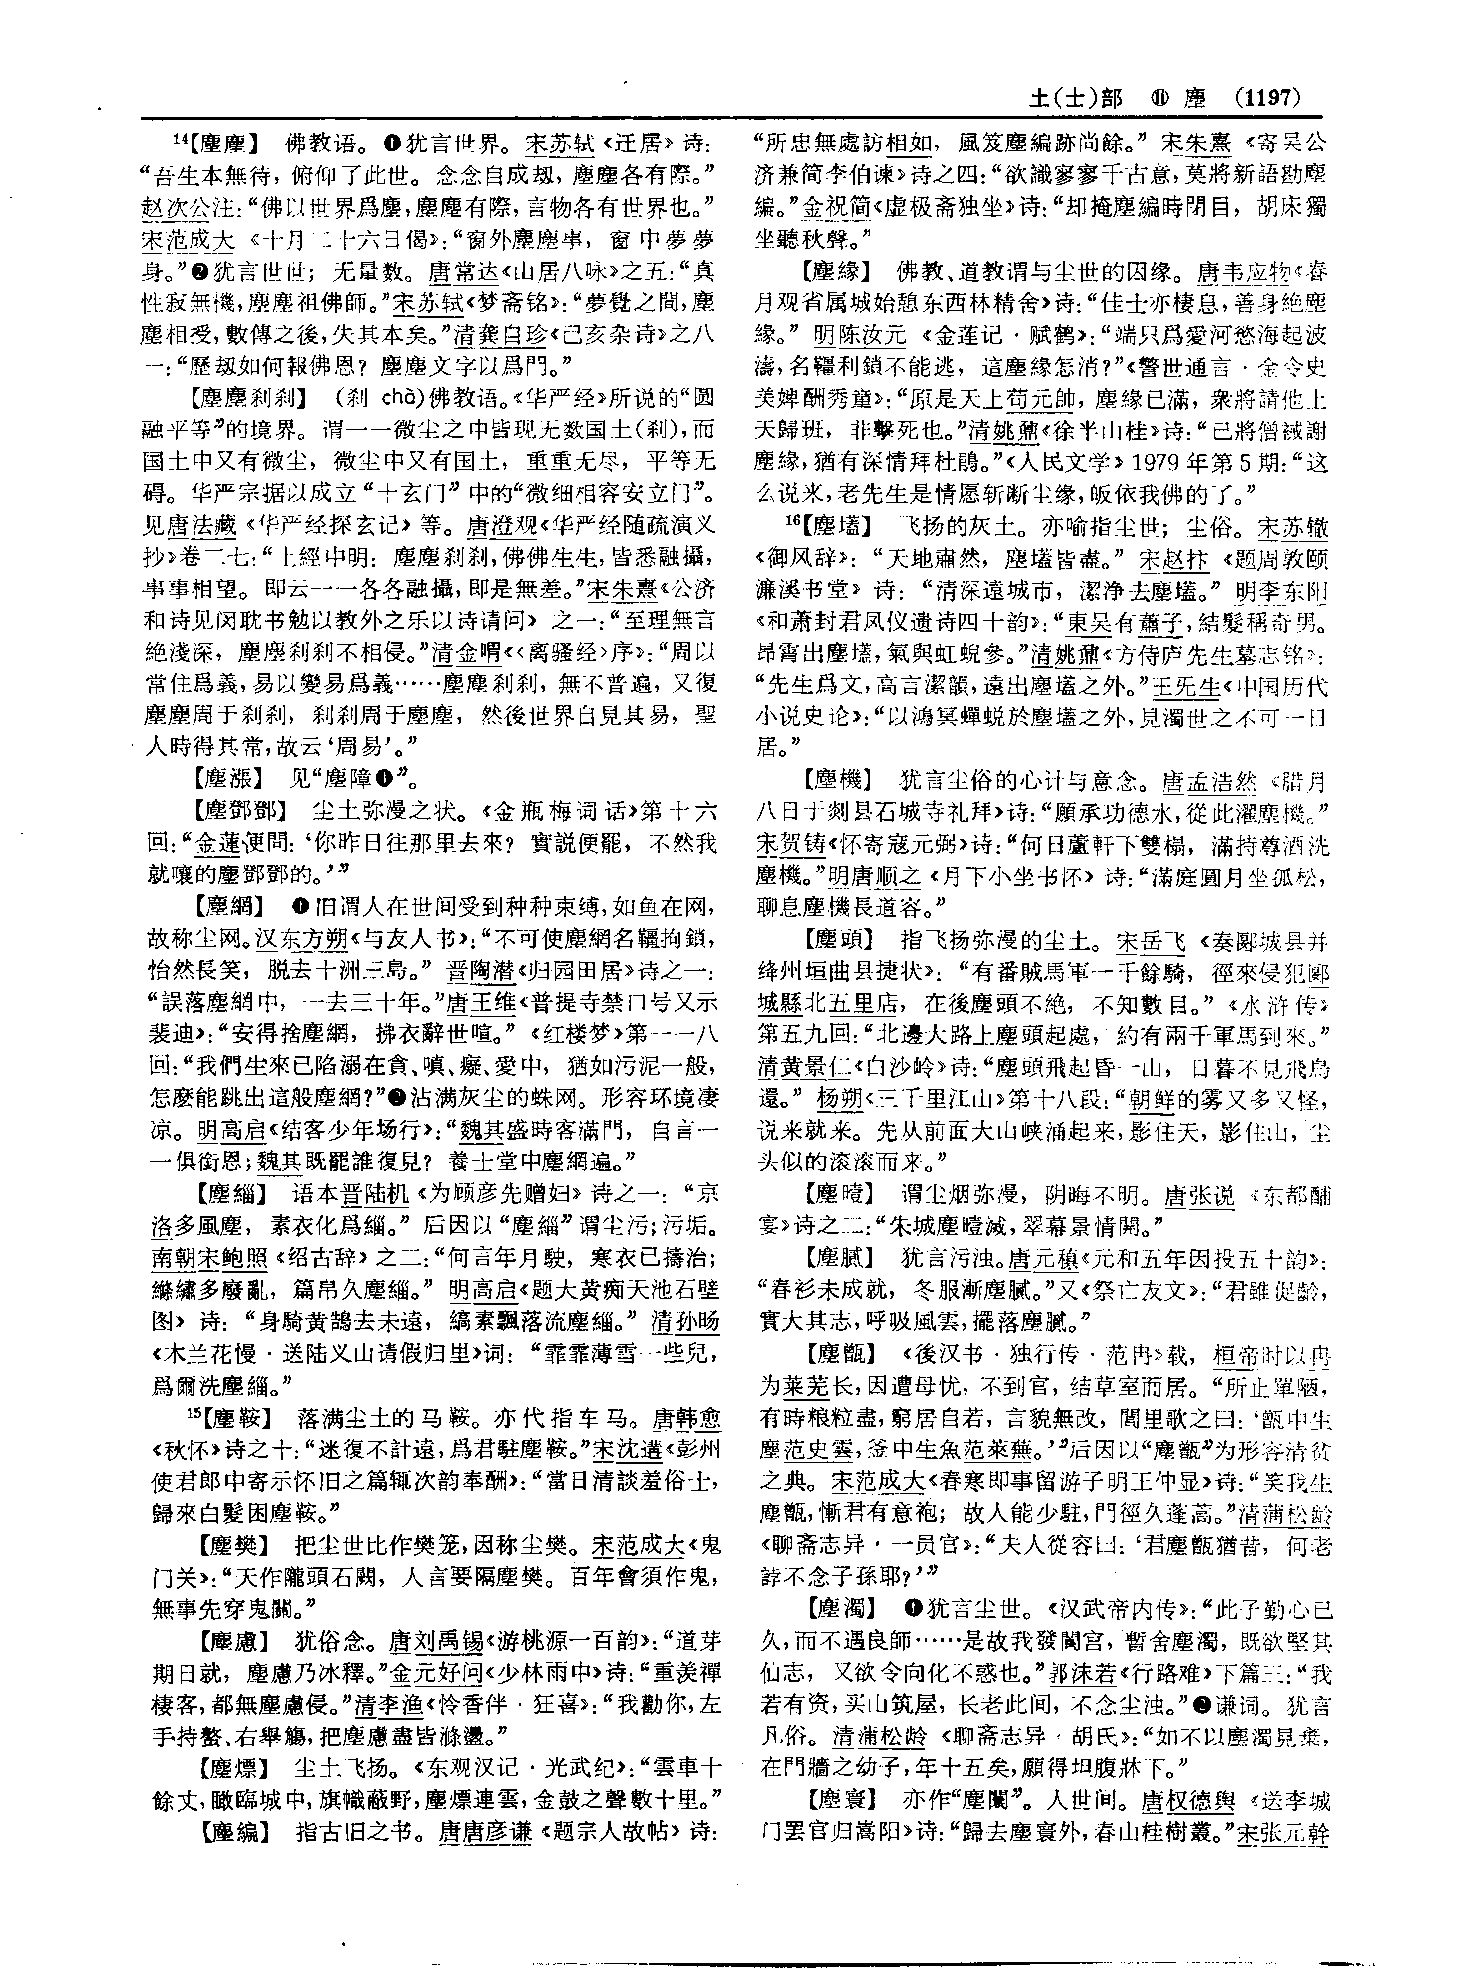 土(士)部 ⑪ 塵 (1197)
14【塵塵】 佛教语。❶犹言世界。宋苏轼《迁居》诗:
“吾生本無待，俯仰了此世。念念自成劫，塵塵各有際。”
赵次公注:“佛以世界爲塵，塵塵有際，言物各有世界也。”
宋范成大《十月二十六日偈》:“窗外塵塵事，窗中夢夢
身。”❷犹言世世；无量数。唐常达《山居八咏》之五:“真
性寂無機，塵塵祖佛師。”宋苏轼《梦斋铭》:“夢覺之間，塵
塵相受，數傳之後，失其本矣。”清龚自珍《己亥杂诗》之八
一:“歷劫如何報佛恩？塵塵文字以爲門。”
【塵塵刹刹】 (刹 chà)佛教语。《华严经》所说的“圆
融平等”的境界。谓一一微尘之中皆现无数国土(刹)，而
国土中又有微尘，微尘中又有国土，重重无尽，平等无
碍。华严宗据以成立“十玄门”中的“微细相容安立门”。
见唐法藏《华严经探玄记》等。唐澄观《华严经随疏演义
抄》卷二七:“上經中明：塵塵刹刹，佛佛生生，皆悉融攝，
事事相望。即云一一各各融攝，即是無差。”宋朱熹《公济
和诗见闵耽书勉以教外之乐以诗请问》之一:“至理無言
絶淺深，塵塵刹刹不相侵。”清金喟《〈离骚经〉序》:“周以
常住爲義，易以變易爲義……塵塵刹刹，無不普遍，又復
塵塵周于刹刹，刹刹周于塵塵，然後世界自見其易，聖
人時得其常，故云‘周易’。”
【塵漲】 见“塵障❶”。
【塵鄧鄧】 尘土弥漫之状。《金瓶梅词话》第十六
回:“金蓮便問：‘你昨日往那里去來？實説便罷，不然我
就嚷的塵鄧鄧的。’”
【塵網】 ❶旧谓人在世间受到种种束缚，如鱼在网，
故称尘网。汉东方朔《与友人书》:“不可使塵網名韁拘鎖，
怡然長笑，脱去十洲三島。”晋陶潜《归园田居》诗之一:
“誤落塵網中，一去三十年。”唐王维《菩提寺禁口号又示
裴迪》:“安得捨塵網，拂衣辭世喧。”《红楼梦》第一一八
回:“我們生來已陷溺在貪、嗔、癡、愛中，猶如污泥一般，
怎麽能跳出這般塵網？”❷沾满灰尘的蛛网。形容环境凄
凉。明高启《结客少年场行》:“魏其盛時客滿門，自言一
一俱銜恩；魏其既罷誰復見？養士堂中塵網遍。”
【塵緇】 语本晋陆机《为顾彦先赠妇》诗之一:“京
洛多風塵，素衣化爲緇。”后因以“塵緇”谓尘污；污垢。
南朝宋鲍照《绍古辞》之二:“何言年月駛，寒衣已擣治；
縧繡多廢亂，篇帛久塵緇。”明高启《题大黄痴天池石壁
图》诗:“身騎黄鵠去未遠，縞素飄落流塵緇。”清孙旸
《木兰花慢·送陆义山请假归里》词:“霏霏薄雪一些兒，
爲爾洗塵緇。”
15【塵鞍】 落满尘土的马鞍。亦代指车马。唐韩愈
《秋怀》诗之十:“迷復不計遠，爲君駐塵鞍。”宋沈遘《彭州
使君郎中寄示怀旧之篇辄次韵奉酬》:“當日清談羞俗士，
歸來白髮困塵鞍。”
【塵樊】 把尘世比作樊笼，因称尘樊。宋范成大《鬼
门关》:“天作隴頭石闕，人言要隔塵樊。百年會須作鬼，
無事先穿鬼關。”
【塵慮】 犹俗念。唐刘禹锡《游桃源一百韵》:“道芽
期日就，塵慮乃冰釋。”金元好问《少林雨中》诗:“重羡禪
棲客，都無塵慮侵。”清李渔《怜香伴·狂喜》:“我勸你，左
手持螯、右舉觴，把塵慮盡皆滌盪。”
【塵熛】 尘土飞扬。《东观汉记·光武纪》:“雲車十
餘丈，瞰臨城中，旗幟蔽野，塵熛連雲，金鼓之聲數十里。”
【塵編】 指古旧之书。唐唐彦谦《题宗人故帖》诗:
“所忠無處訪相如，風笈塵編跡尚餘。”宋朱熹《寄吴公
济兼简李伯谏》诗之四:“欲識寥寥千古意，莫將新語勘塵
編。”金祝简《虚极斋独坐》诗:“却掩塵編時閉目，胡床獨
坐聽秋聲。”
【塵緣】 佛教、道教谓与尘世的因缘。唐韦应物《春
月观省属城始憩东西林精舍》诗:“佳士亦棲息，善身絶塵
緣。”明陈汝元《金莲记·赋鹤》:“端只爲愛河慾海起波
濤，名韁利鎖不能逃，這塵緣怎消？”《警世通言·金令史
美婢酬秀童》:“原是天上苟元帥，塵緣已滿，衆將請他上
天歸班，非擊死也。”清姚鼐《徐半山桂》诗:“已將僧誡謝
塵緣，猶有深情拜杜鵑。”《人民文学》1979年第5期:“这
么说来，老先生是情愿斩断尘缘，皈依我佛的了。”
16【塵壒】 飞扬的灰土。亦喻指尘世；尘俗。宋苏辙
《御风辞》:“天地肅然，塵壒皆盡。”宋赵抃《题周敦颐
濂溪书堂》诗:“清深遠城市，潔净去塵壒。”明李东阳
《和萧封君凤仪遗诗四十韵》:“東吴有蕭子，結髮稱奇男。
昂霄出塵壒，氣與虹蜺參。”清姚鼐《方侍庐先生墓志铭》:
“先生爲文，高言潔韻，遠出塵壒之外。”王旡生《中国历代
小说史论》:“以鴻冥蟬蜕於塵壒之外，見濁世之不可一日
居。”
【塵機】 犹言尘俗的心计与意念。唐孟浩然《腊月
八日于剡县石城寺礼拜》诗:“願承功德水，從此濯塵機。”
宋贺铸《怀寄寇元弼》诗:“何日蘆軒下雙榻，滿持尊酒洗
塵機。”明唐顺之《月下小坐书怀》诗:“滿庭圓月坐孤松，
聊息塵機長道容。”
【塵頭】 指飞扬弥漫的尘土。宋岳飞《奏郾城县并
绛州垣曲县捷状》:“有番賊馬軍一千餘騎，徑來侵犯郾
城縣北五里店，在後塵頭不絶，不知數目。”《水浒传》
第五九回:“北邊大路上塵頭起處，約有兩千軍馬到來。”
清黄景仁《白沙岭》诗:“塵頭飛起昏一山，日暮不見飛鳥
還。”杨朔《三千里江山》第十八段:“朝鲜的雾又多又怪，
说来就来。先从前面大山峡涌起来，影住天，影住山，尘
头似的滚滚而来。”
【塵曀】 谓尘烟弥漫，阴晦不明。唐张说《东都酺
宴》诗之二:“朱城塵曀滅，翠幕景情開。”
【塵膩】 犹言污浊。唐元稹《元和五年因投五十韵》:
“春衫未成就，冬服漸塵膩。”又《祭亡友文》:“君雖促齡，
實大其志，呼吸風雲，擺落塵膩。”
【塵甑】 《後汉书·独行传·范冉》载，桓帝时以冉
为莱芜长，因遭母忧，不到官，结草室而居。“所止單陋，
有時粮粒盡，窮居自若，言貌無改，閭里歌之曰：‘甑中生
塵范史雲，釜中生魚范萊蕪。’”后因以“塵甑”为形容清贫
之典。宋范成大《春寒即事留游子明王仲显》诗:“笑我生
塵甑，慚君有意袍；故人能少駐，門徑久蓬蒿。”清蒲松龄
《聊斋志异·一员官》:“夫人從容曰：‘君塵甑猶昔，何老
誖不念子孫耶？’”
【塵濁】 ❶犹言尘世。《汉武帝内传》:“此子勤心已
久，而不遇良師……是故我發閬宫，暫舍塵濁，既欲堅其
仙志，又欲令向化不惑也。”郭沫若《行路难》下篇三:“我
若有资，买山筑屋，长老此间，不念尘浊。”❷谦词。犹言
凡俗。清蒲松龄《聊斋志异·胡氏》:“如不以塵濁見棄，
在門牆之幼子，年十五矣，願得坦腹牀下。”
【塵寰】 亦作“塵闤”。人世间。唐权德舆《送李城
门罢官归嵩阳》诗:“歸去塵寰外，春山桂樹叢。”宋张元幹